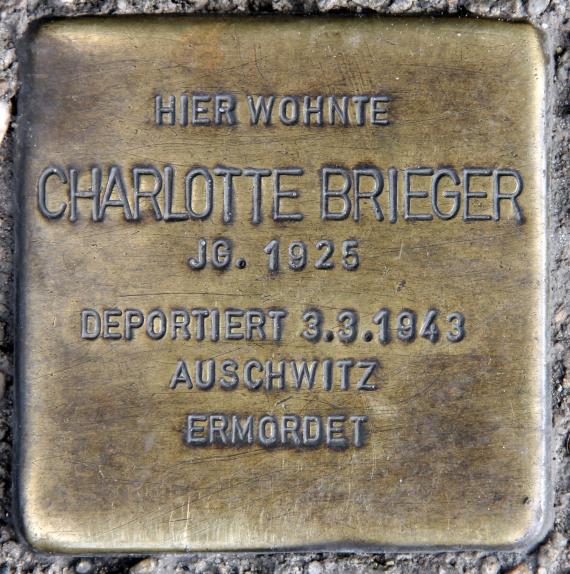 HIER WOHNTE
CHARLOTTE BRIEGER
JG. 1925
DEPORTIERT 3.3.1943
AUSCHWITZ
ERMORDET